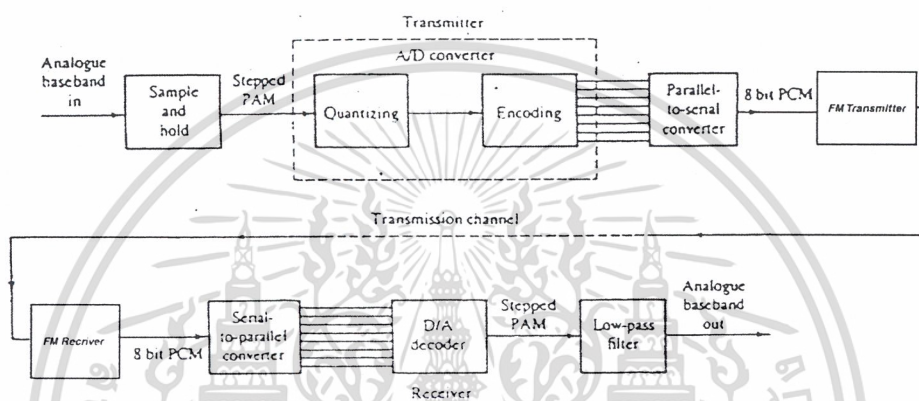 Transmitter
A/D converter
Analogue
baseband
in
Sample
and
hold
Stepped
PAM
Quantizing
Encoding
Parallel-
to-serial
converter
8 bit PCM
FM Transmitter
Transmission channel
FM Recriver
8 bit PCM
Serial-
to-parallel
converter
D/A
decoder
Stepped
PAM
Low-pass
filter
Analogue
baseband
out
Receiver